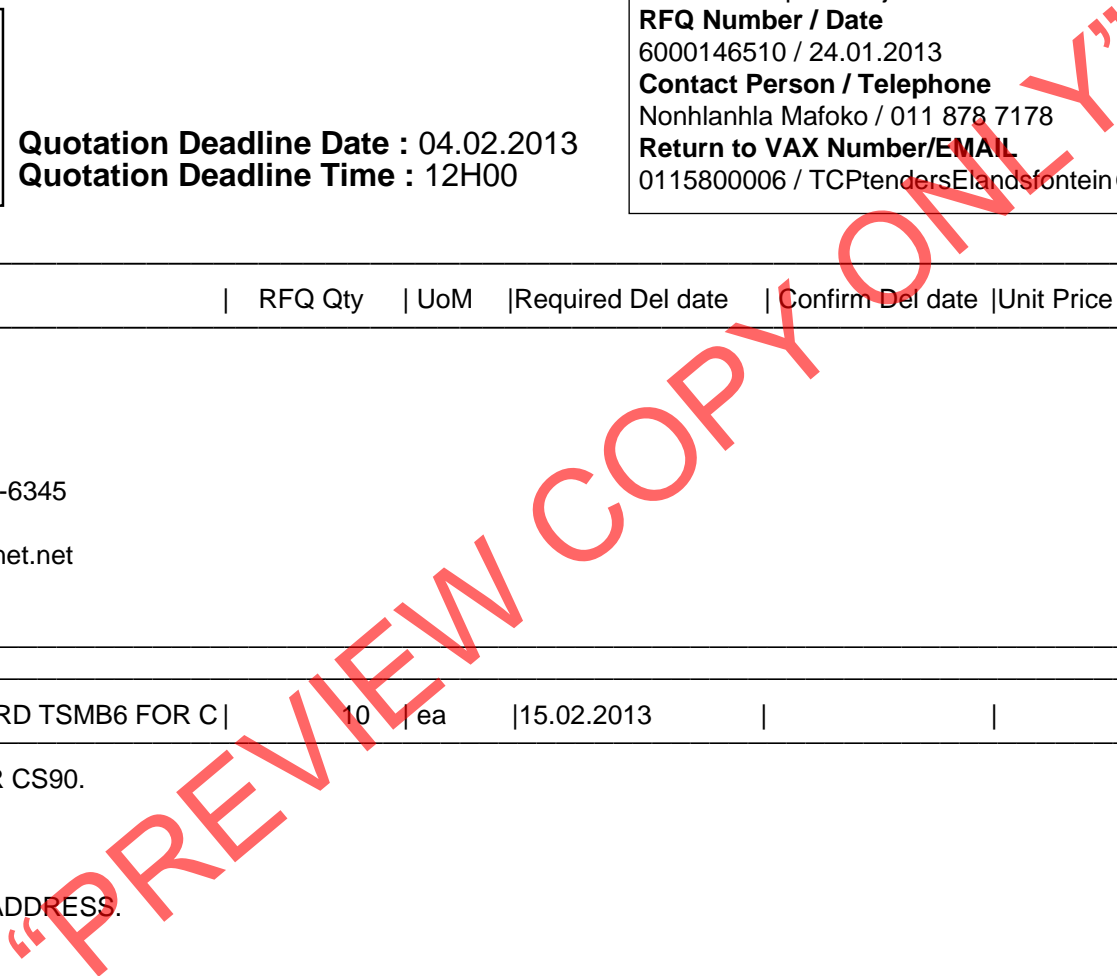 RFQ Number / Date
6000146510 / 24.01.2013
Contact Person / Telephone
Nonhlanhla Mafoko / 011 878 7178
Return to VAX Number/EMAIL
0115800006 / TCPtendersElandsfontein
Quotation Deadline Date : 04.02.2013
Quotation Deadline Time : 12H00
| RFQ Qty | UoM |Required Del date | Confirm Del date |Unit Price
-6345
net.net
RD TSMB6 FOR C | 10 | ea |15.02.2013 | |
R CS90.
ADDRESS.
“PREVIEW COPY ONLY”